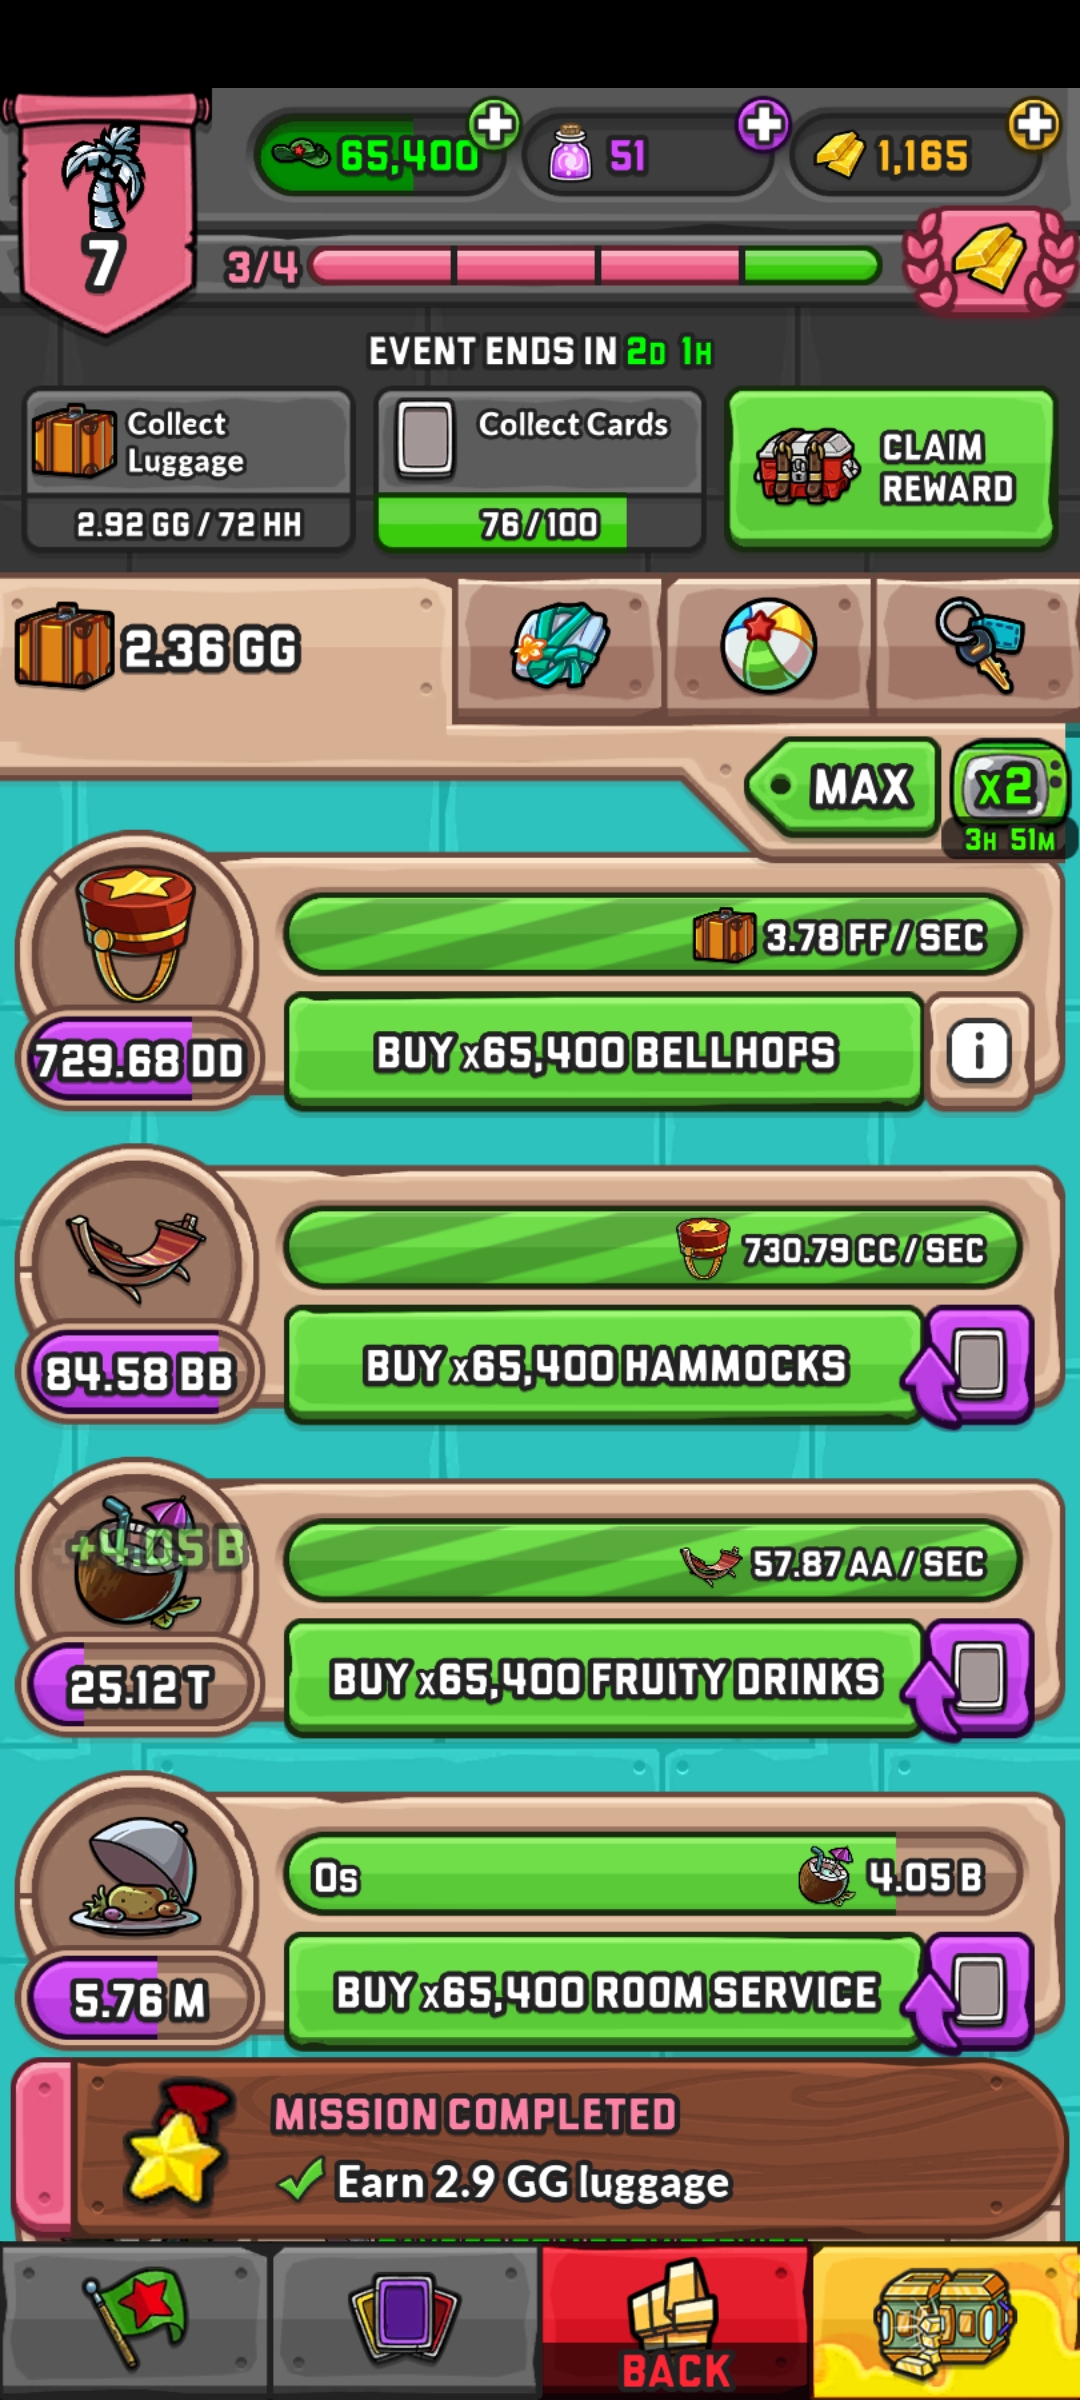 65,400
51
1,165
7
3/4
EVENT ENDS IN 2D 1H
Collect
Luggage
2.92 GG / 72 HH
Collect Cards
76/100
CLAIM
REWARD
2.36 GG
MAX
x2
3H 51M
3.78 FF / SEC
729.68 DD
BUY x65,400 BELLHOPS
i
730.79 CC / SEC
84.58 BB
BUY x65,400 HAMMOCKS
+4.05 B
57.87 AA / SEC
25.12 T
BUY x65,400 FRUITY DRINKS
0s
4.05 B
5.76 M
BUY x65,400 ROOM SERVICE
MISSION COMPLETED
Earn 2.9 GG luggage
BACK